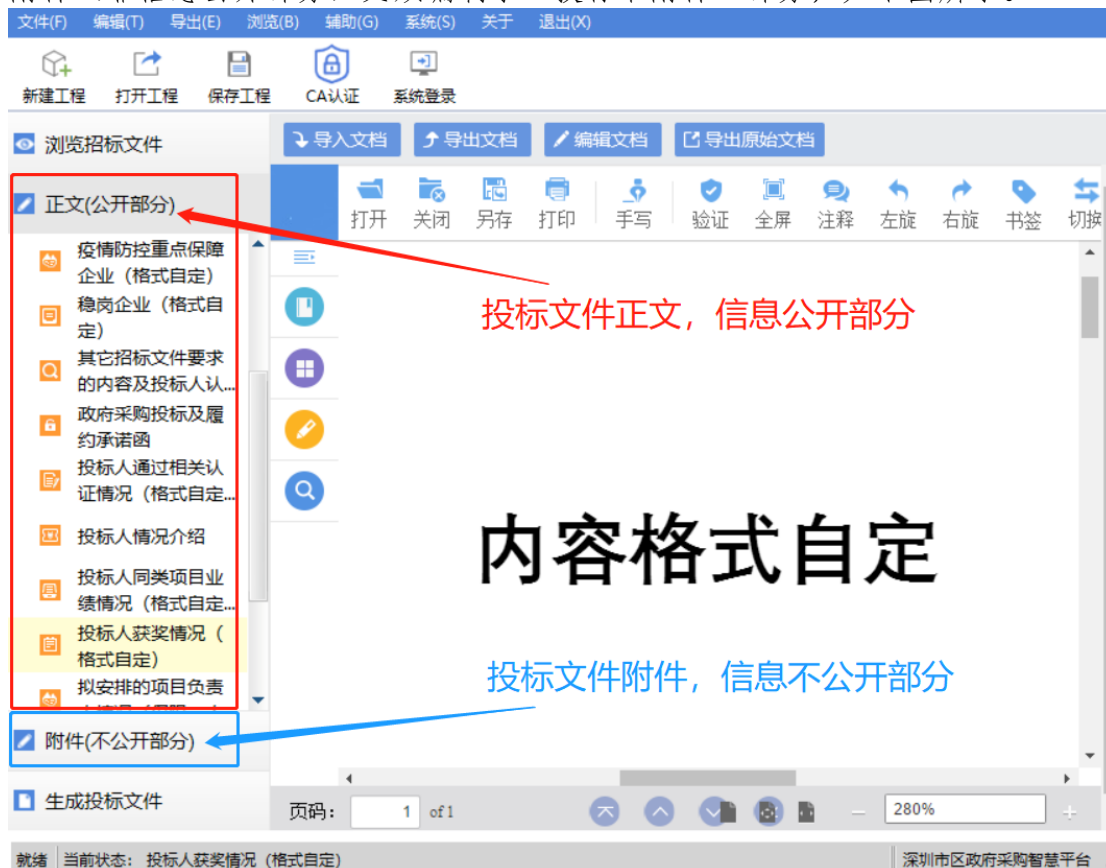 文件(F) 编辑(T) 导出(E) 浏览(B) 辅助(G) 系统(S) 关于 退出(X)
新建工程 打开工程 保存工程 CA认证 系统登录
浏览招标文件
导入文档 导出文档 编辑文档 导出原始文档
正文(公开部分)
打开 关闭 另存 打印 手写 验证 全屏 注释 左旋 右旋 书签 切换
疫情防控重点保障
企业（格式自定）
稳岗企业（格式自
定）
其它招标文件要求
的内容及投标人认...
政府采购投标及履
约承诺函
投标人通过相关认
证情况（格式自定...
投标人情况介绍
投标人同类项目业
绩情况（格式自定...
投标人获奖情况（
格式自定）
拟安排的项目负责
投标文件正文，信息公开部分
内容格式自定
投标文件附件，信息不公开部分
附件(不公开部分)
生成投标文件
页码: 1 of 1 280%
就绪 当前状态: 投标人获奖情况（格式自定） 深圳市区政府采购智慧平台